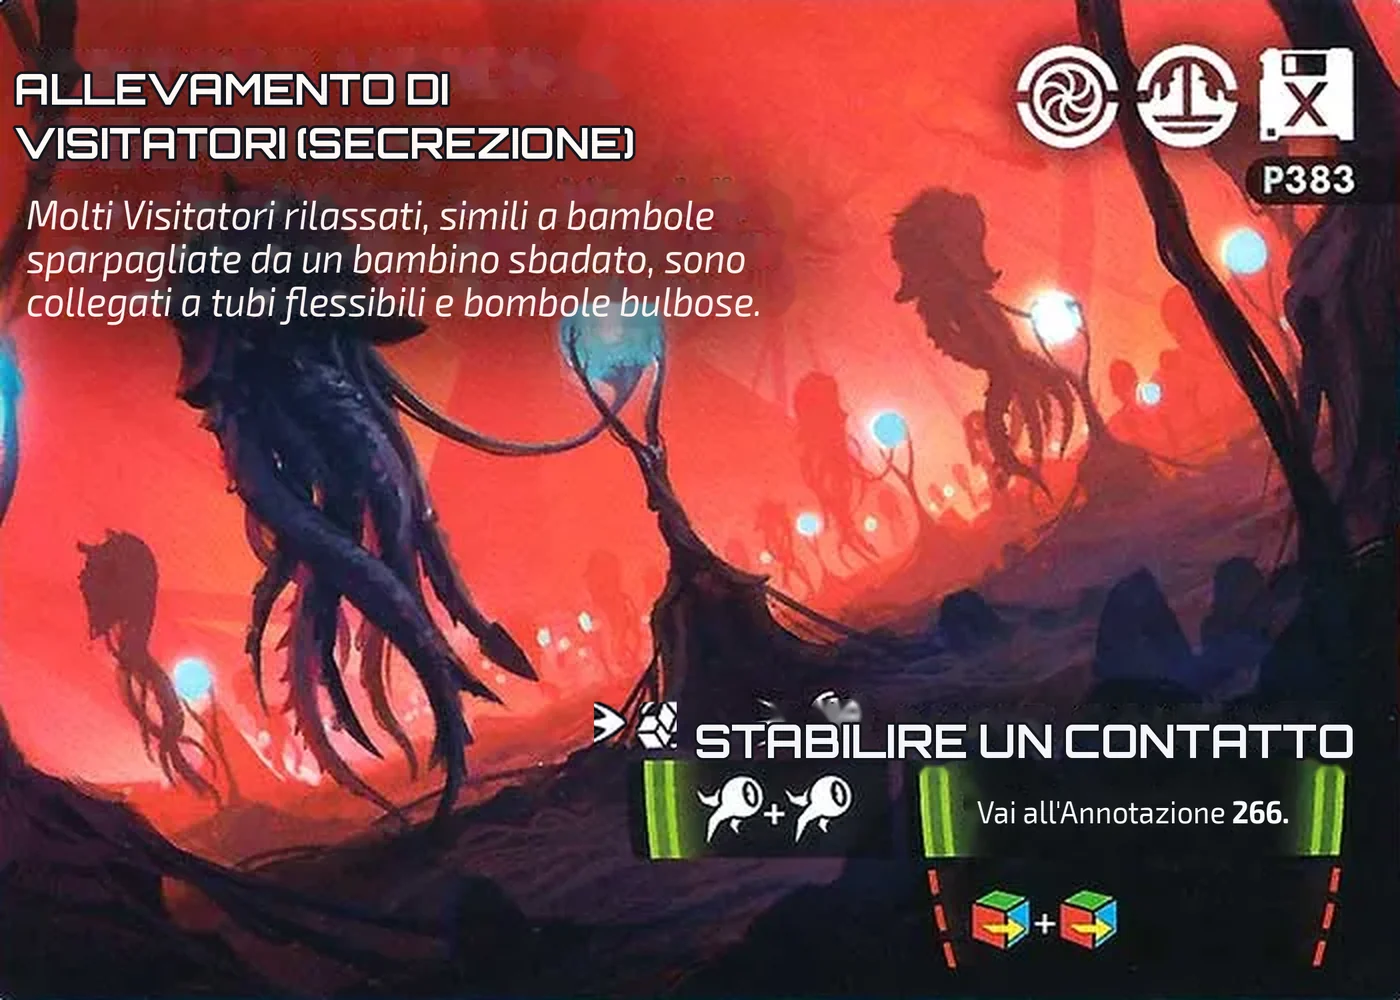 ALLEVAMENTO DI
VISITATORI (SECREZIONE)
X
P383
Molti Visitatori rilassati, simili a bambole
sparpagliate da un bambino sbadato, sono
collegati a tubi flessibili e bombole bulbose.
STABILIRE UN CONTATTO
+
Vai all'Annotazione 266.
+